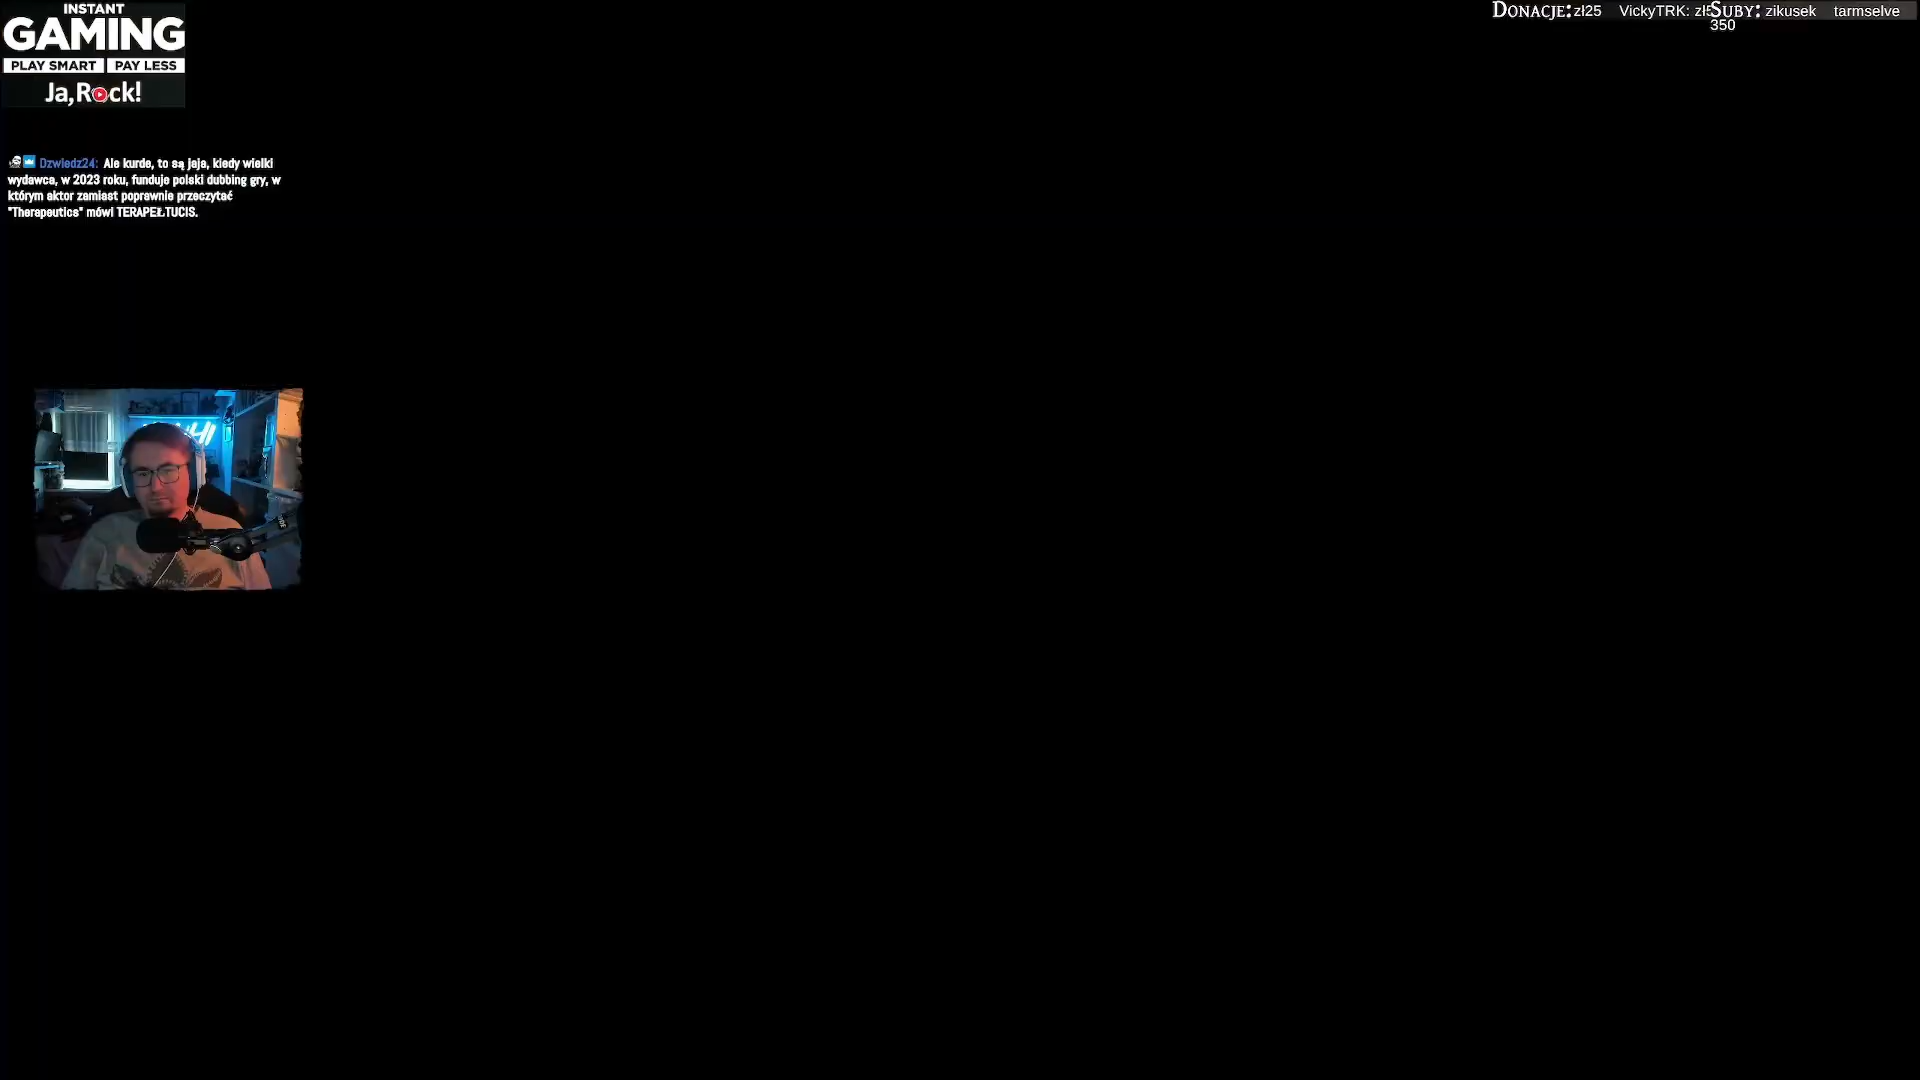 INSTANT
GAMING
PLAY SMART PAY LESS
Ja,Rock!
Donacje: zł25 VickyTRK: Suby: zikusek tarmselve
350
Dzwiedz24: Ale kurde, to są jaja, kiedy wielki
wydawca, w 2023 roku, funduje polski dubbing gry, w
którym aktor zamiast poprawnie przeczytać
"Therapeutics" mówi TERAPEŁTUCIS.